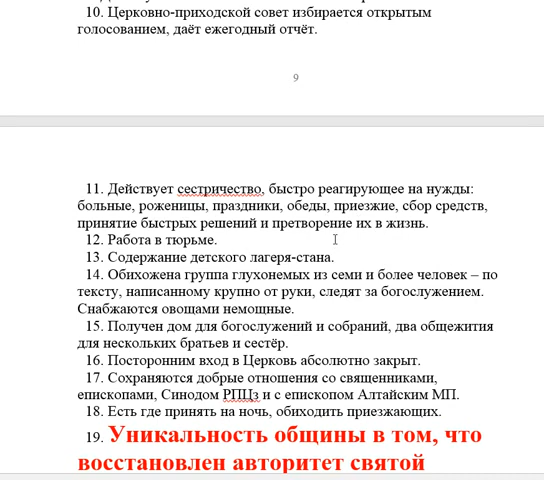 10. Церковно-приходской совет избирается открытым
голосованием, даёт ежегодный отчёт.
9
11. Действует сестричество, быстро реагирующее на нужды:
больные, роженицы, праздники, обеды, приезжие, сбор средств,
принятие быстрых решений и претворение их в жизнь.
12. Работа в тюрьме.
13. Содержание детского лагеря-стана.
14. Обихожена группа глухонемых из семи и более человек – по
тексту, написанному крупно от руки, следят за богослужением.
Снабжаются овощами немощные.
15. Получен дом для богослужений и собраний, два общежития
для нескольких братьев и сестёр.
16. Посторонним вход в Церковь абсолютно закрыт.
17. Сохраняются добрые отношения со священниками,
епископами, Синодом РПЦз и с епископом Алтайским МП.
18. Есть где принять на ночь, обиходить приезжающих.
19. Уникальность общины в том, что
восстановлен авторитет святой